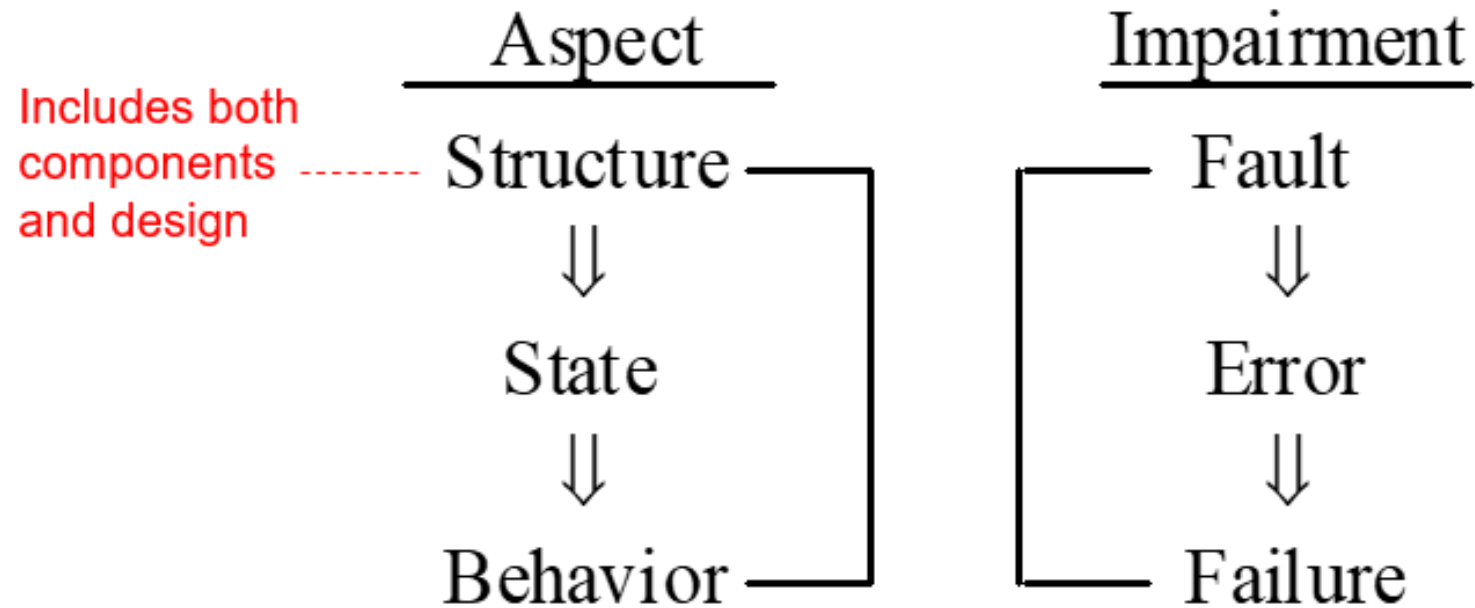 Aspect Impairment
Includes both
components
and design
Structure Fault
State Error
Behavior Failure